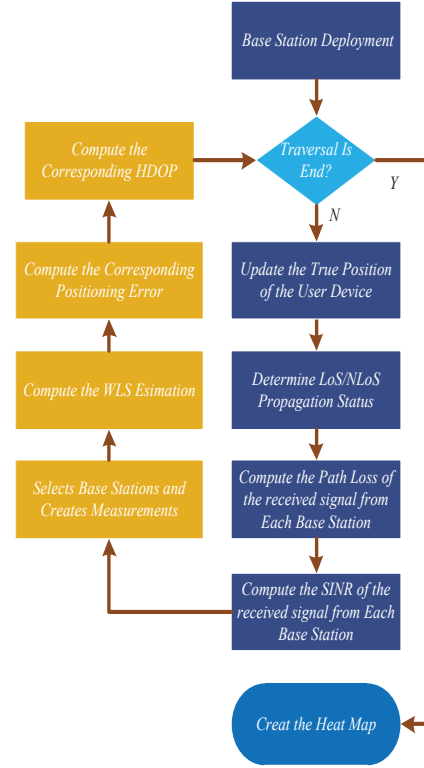 Base Station Deployment
Traversal Is
End?
Y
N
Update the True Position
of the User Device
Determine LoS/NLoS
Propagation Status
Compute the Path Loss of
the received signal from
Each Base Station
Compute the SINR of the
received signal from Each
Base Station
Selects Base Stations and
Creates Measurements
Compute the WLS Esimation
Compute the Corresponding
Positioning Error
Compute the
Corresponding HDOP
Creat the Heat Map